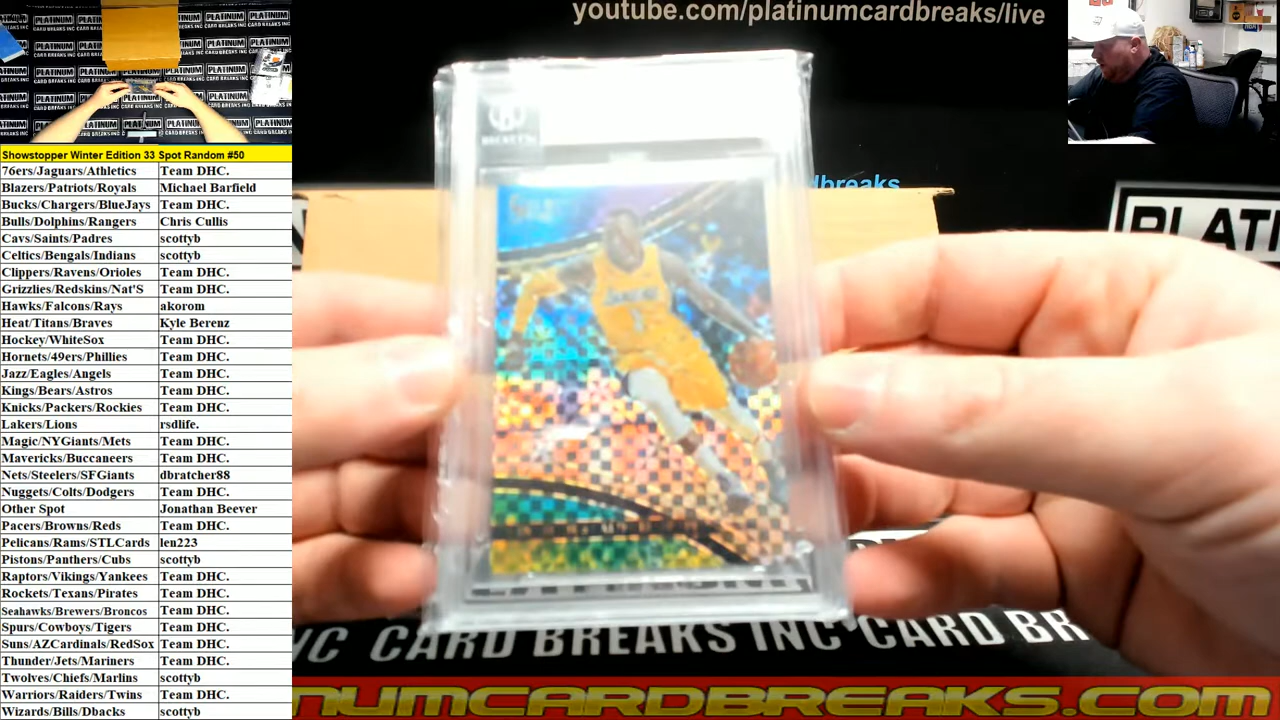 youtube.com/platinumcardbreaks/live
Showstopper Winter Edition 33 Spot Random #50
76ers/Jaguars/Athletics Team DHC.
Blazers/Patriots/Royals Michael Barfield
Bucks/Chargers/BlueJays Team DHC.
Bulls/Dolphins/Rangers Chris Cullis
Cavs/Saints/Padres scottyb
Celtics/Bengals/Indians scottyb
Clippers/Ravens/Orioles Team DHC.
Grizzlies/Redskins/Nat'S Team DHC.
Hawks/Falcons/Rays akorom
Heat/Titans/Braves Kyle Berenz
Hockey/WhiteSox Team DHC.
Hornets/49ers/Phillies Team DHC.
Jazz/Eagles/Angels Team DHC.
Kings/Bears/Astros Team DHC.
Knicks/Packers/Rockies Team DHC.
Lakers/Lions rsdlife.
Magic/NYGiants/Mets Team DHC.
Mavericks/Buccaneers Team DHC.
Nets/Steelers/SFGiants dbratcher88
Nuggets/Colts/Dodgers Team DHC.
Other Spot Jonathan Beever
Pacers/Browns/Reds Team DHC.
Pelicans/Rams/STLCards len223
Pistons/Panthers/Cubs scottyb
Raptors/Vikings/Yankees Team DHC.
Rockets/Texans/Pirates Team DHC.
Seahawks/Brewers/Broncos Team DHC.
Spurs/Cowboys/Tigers Team DHC.
Suns/AZCardinals/RedSox Team DHC.
Thunder/Jets/Mariners Team DHC.
Twolves/Chiefs/Marlins scottyb
Warriors/Raiders/Twins Team DHC.
Wizards/Bills/Dbacks scottyb
dbreaks
PLATI
NC CARD BREAKS INC CARD BR
NUMCARDBREAKS.COM